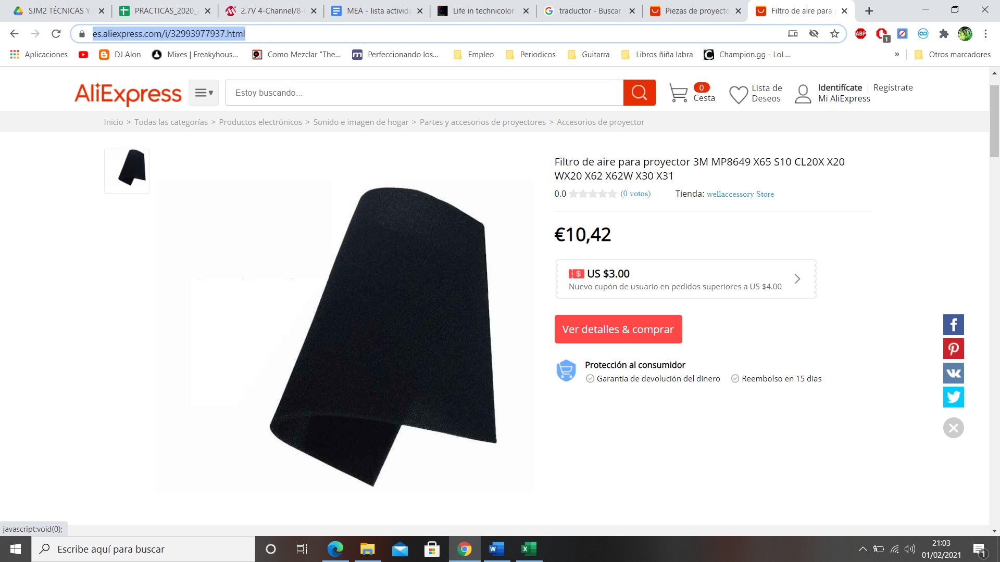 SJM2 TÉCNICAS Y
PRACTICAS_2020_
2.7V 4-Channel/8-
MEA - lista activida
Life in technicolor
traductor - Buscar
Piezas de proyecto
Filtro de aire para
es.aliexpress.com/i/32993977937.html
ABP
1
Aplicaciones
DJ Alon
Mixes | Freakyhous...
Como Mezclar "The...
Perfeccionando los...
Empleo
Periodicos
Guitarra
Libros ñiña labra
Champion.gg - LoL...
»
Otros marcadores
AliExpress
Estoy buscando...
0
Cesta
Lista de
Deseos
Identifícate
Regístrate
Mi AliExpress
Inicio > Todas las categorías > Productos electrónicos > Sonido e imagen de hogar > Partes y accesorios de proyectores > Accesorios de proyector
Filtro de aire para proyector 3M MP8649 X65 S10 CL20X X20
WX20 X62 X62W X30 X31
0.0 (0 votos) Tienda: wellaccessory Store
€10,42
$ US $3.00
Nuevo cupón de usuario en pedidos superiores a US $4.00
Ver detalles & comprar
Protección al consumidor
Garantía de devolución del dinero Reembolso en 15 dias
javascript:void(0);
Escribe aquí para buscar
21:03
01/02/2021
1